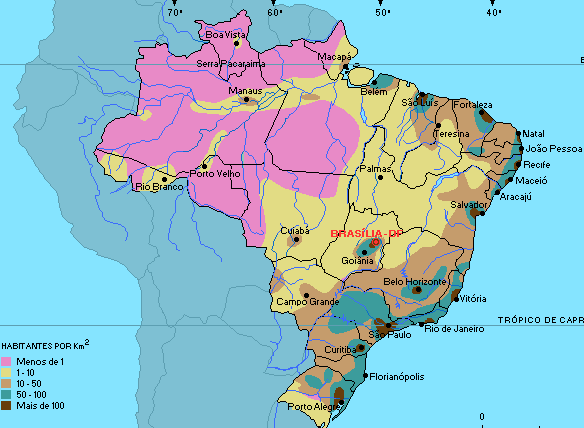 70° 60° 50° 40°
Boa Vista
Serra Pacaraima
Macapá
E
Manaus
Belém
São Luís
Fortaleza
Teresina
Natal
João Pessoa
Recife
Maceió
Aracajú
Porto Velho
Rio Branco
Palmas
Salvador
Cuiabá
BRASÍLIA-DF
Goiânia
Belo Horizonte
Campo Grande
Vitória
TRÓPICO DE CAPR
São Paulo
Rio de Janeiro
Curitiba
Florianópolis
Porto Alegre
HABITANTES POR Km2
Menos de 1
1 - 10
10 - 50
50 - 100
Mais de 100
0